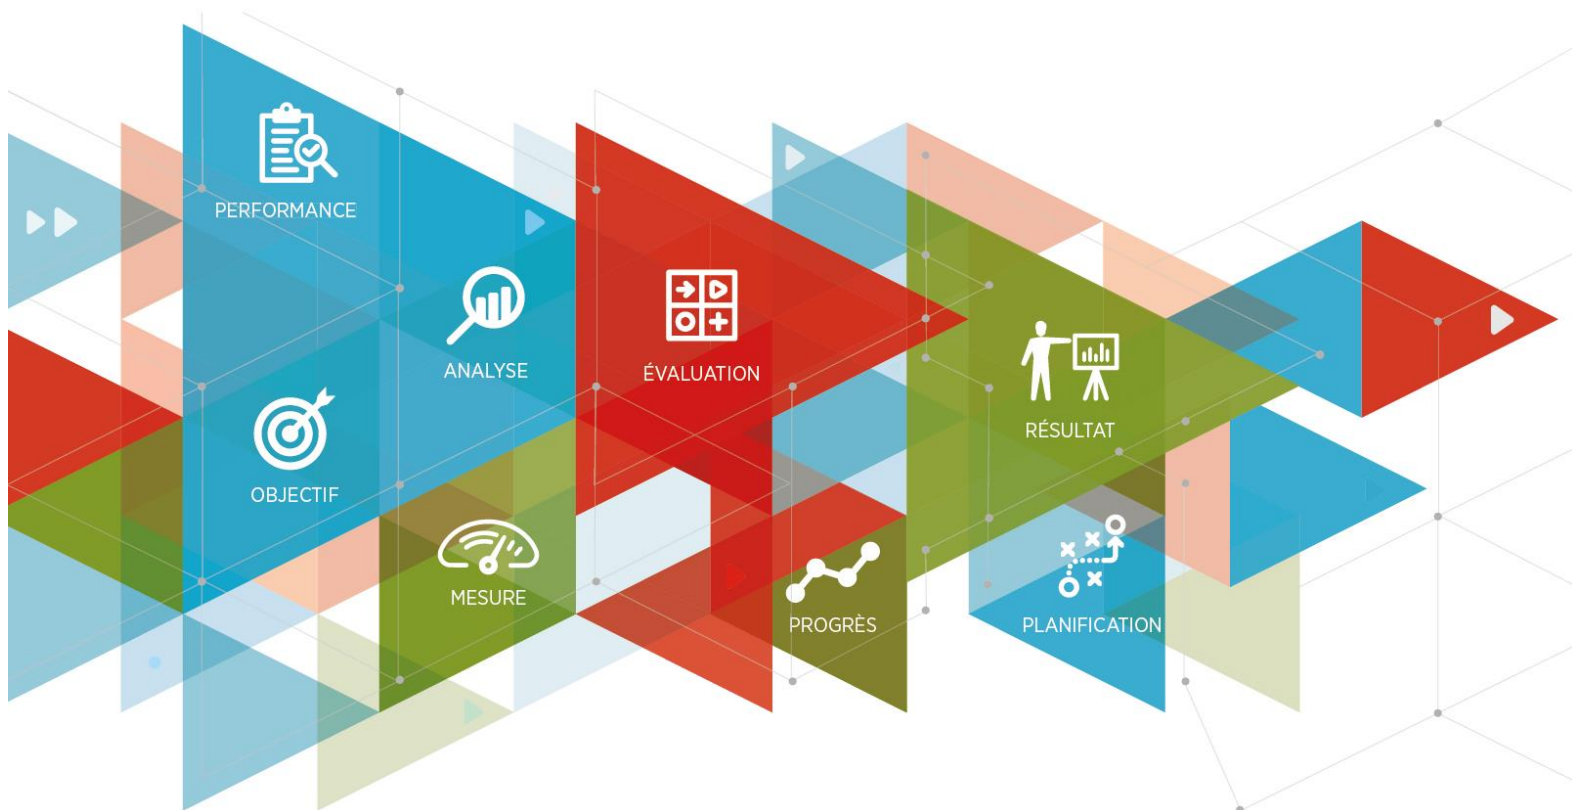 PERFORMANCE
ANALYSE
ÉVALUATION
OBJECTIF
RÉSULTAT
MESURE
PROGRÈS
PLANIFICATION